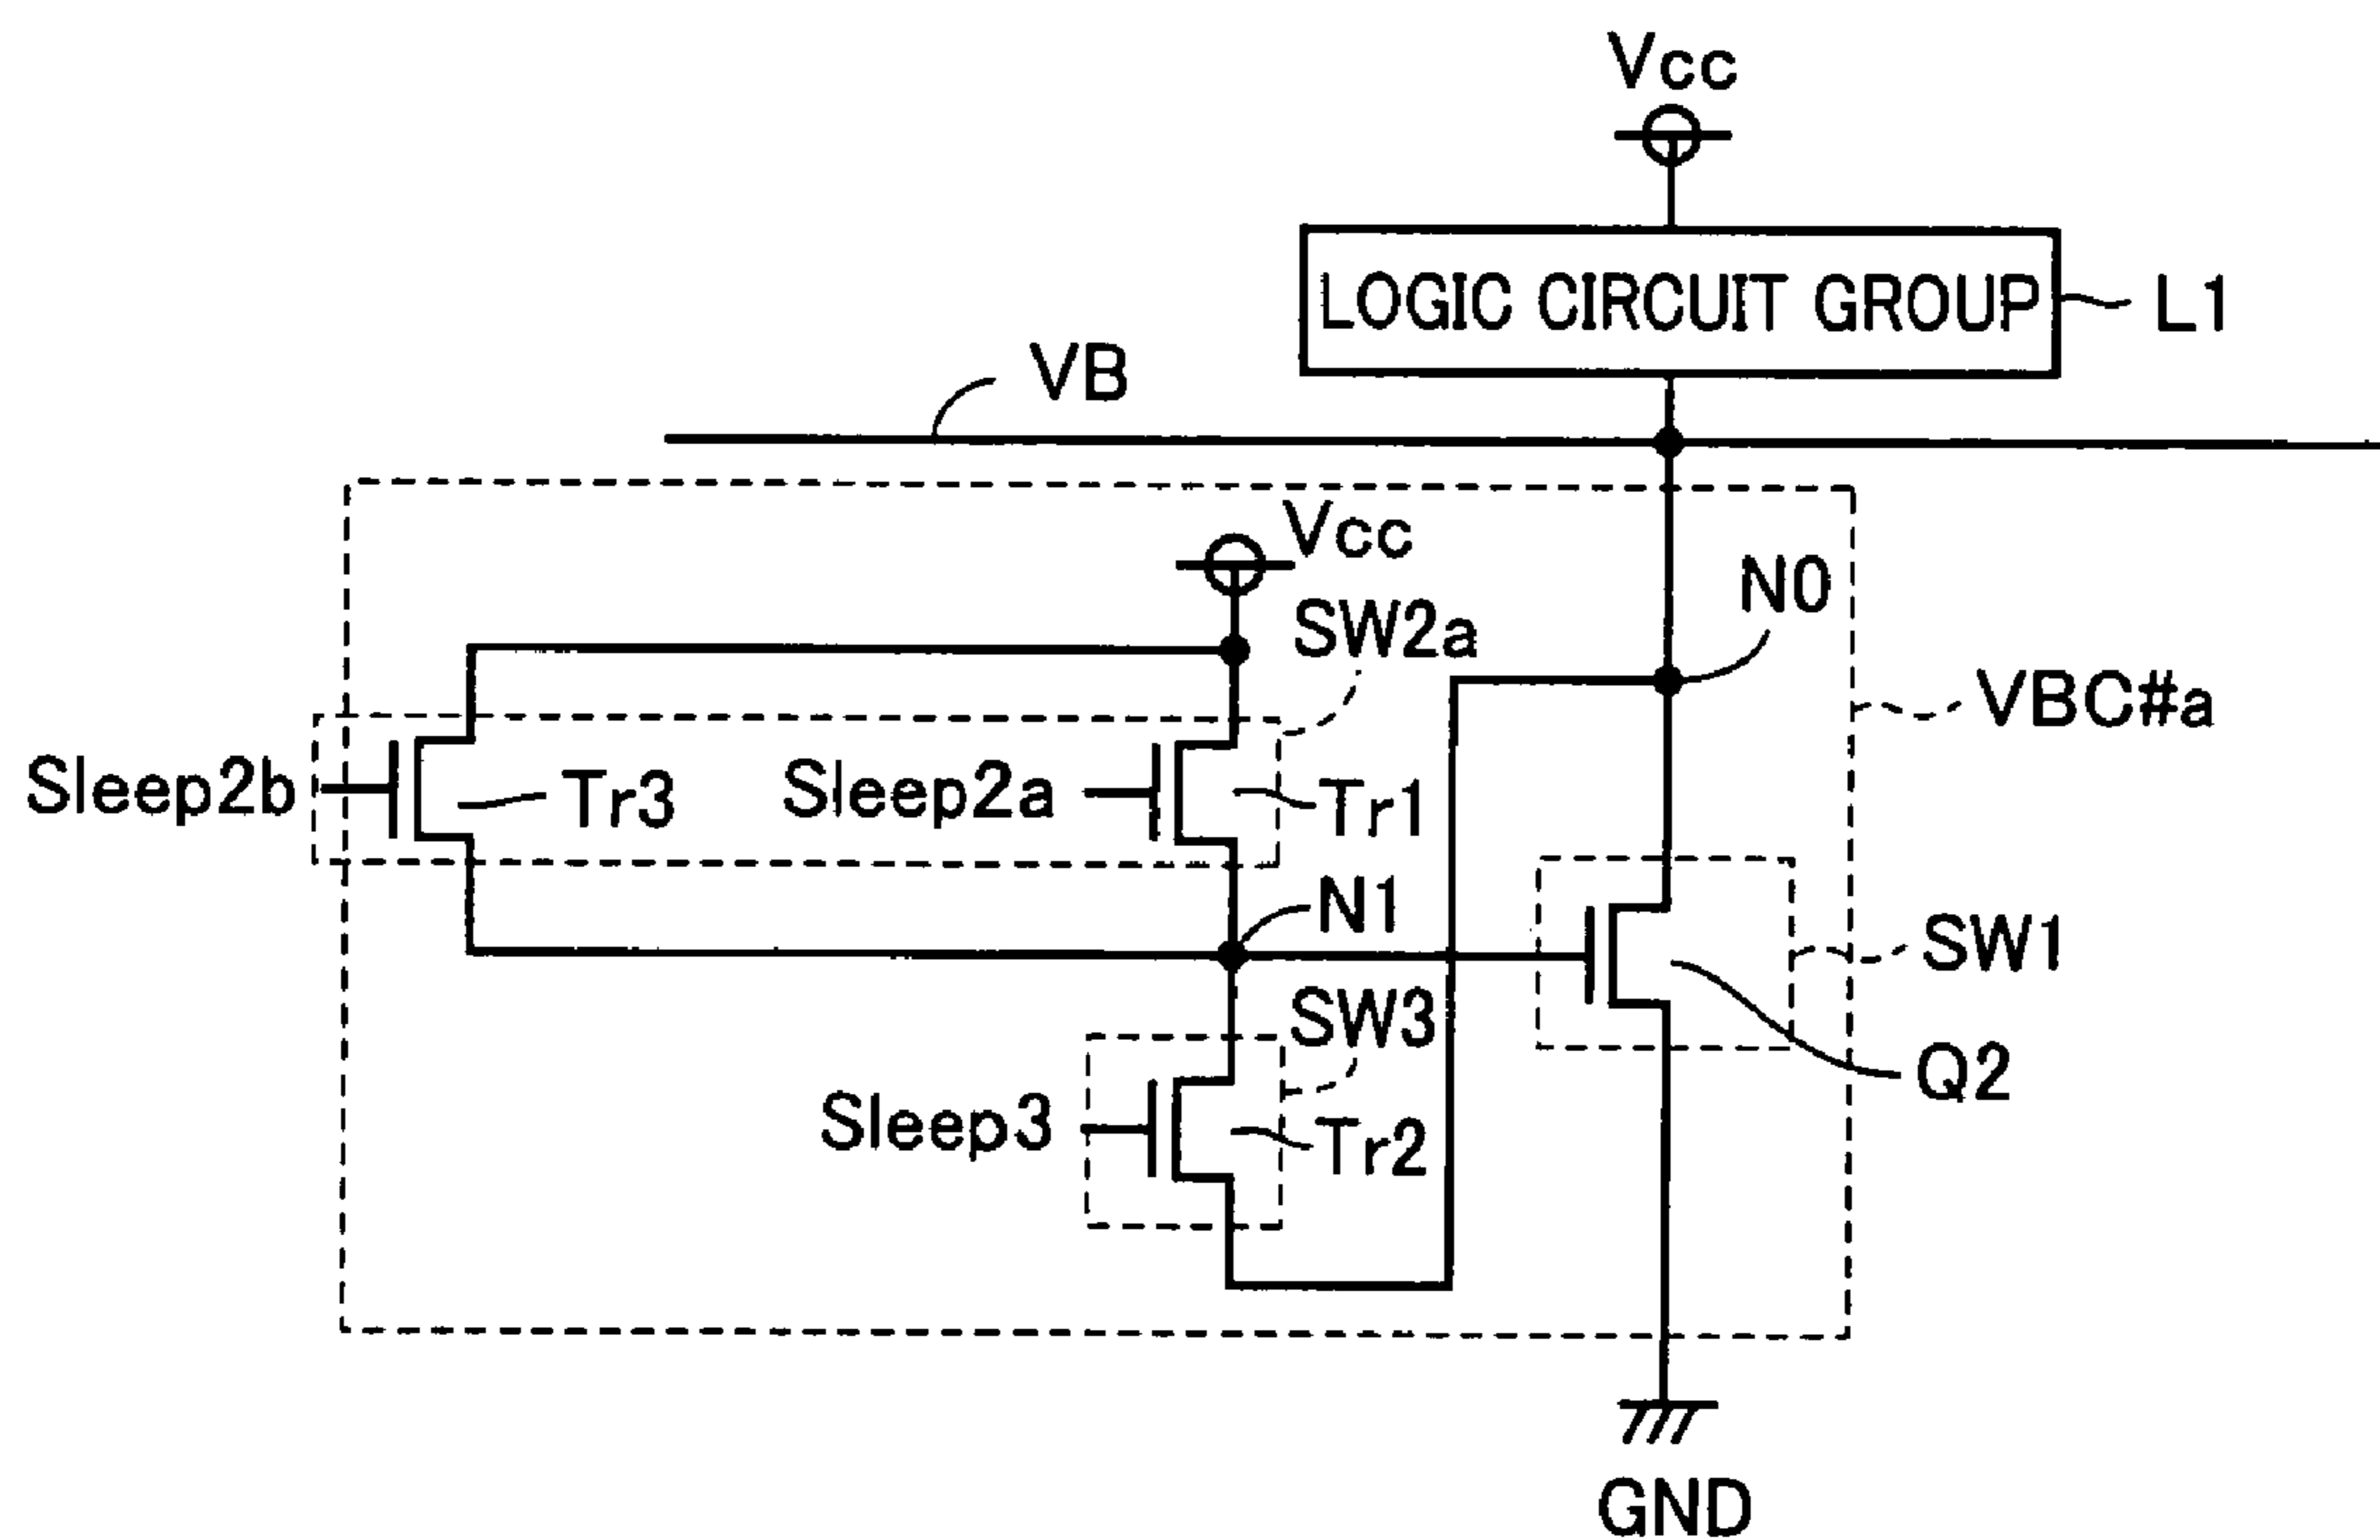 Vcc
LOGIC CIRCUIT GROUP
L1
VB
Vcc
N0
SW2a
VBC#a
Sleep2b
Tr3
Sleep2a
Tr1
N1
SW1
SW3
Q2
Sleep3
Tr2
GND